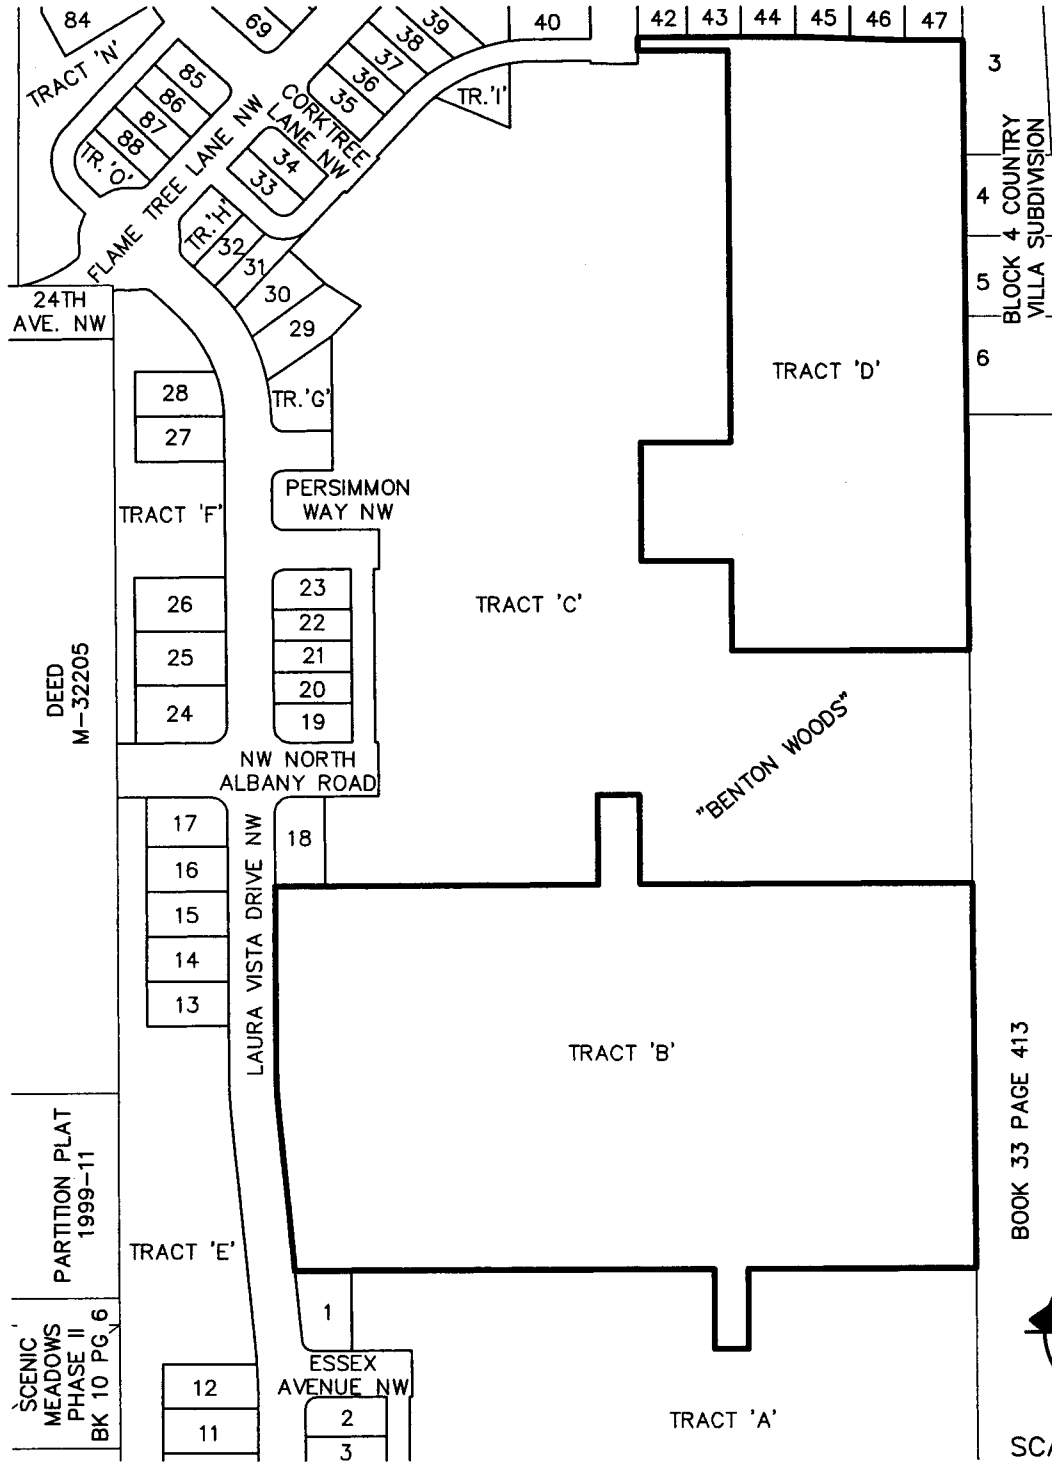 84
69
39
38
37
36
35
40
42
43
44
45
46
47
3
TRACT 'N'
85
86
87
88
TR. 'O'
TR.'I'
CORKTREE
LANE NW
34
33
FLAME TREE LANE NW
TR.'H'
32
31
30
29
4
5
6
BLOCK 4 COUNTRY
VILLA SUBDIVISION
24TH
AVE. NW
TRACT 'D'
28
27
TR.'G'
PERSIMMON
WAY NW
TRACT 'F'
26
25
24
23
22
21
20
19
TRACT 'C'
DEED
M-32205
NW NORTH
ALBANY ROAD
"BENTON WOODS"
17
16
15
14
13
18
LAURA VISTA DRIVE NW
TRACT 'B'
BOOK 33 PAGE 413
PARTITION PLAT
1999-11
TRACT 'E'
SCENIC
MEADOWS
PHASE II
BK 10 PG 6
1
ESSEX
AVENUE NW
12
11
2
3
TRACT 'A'